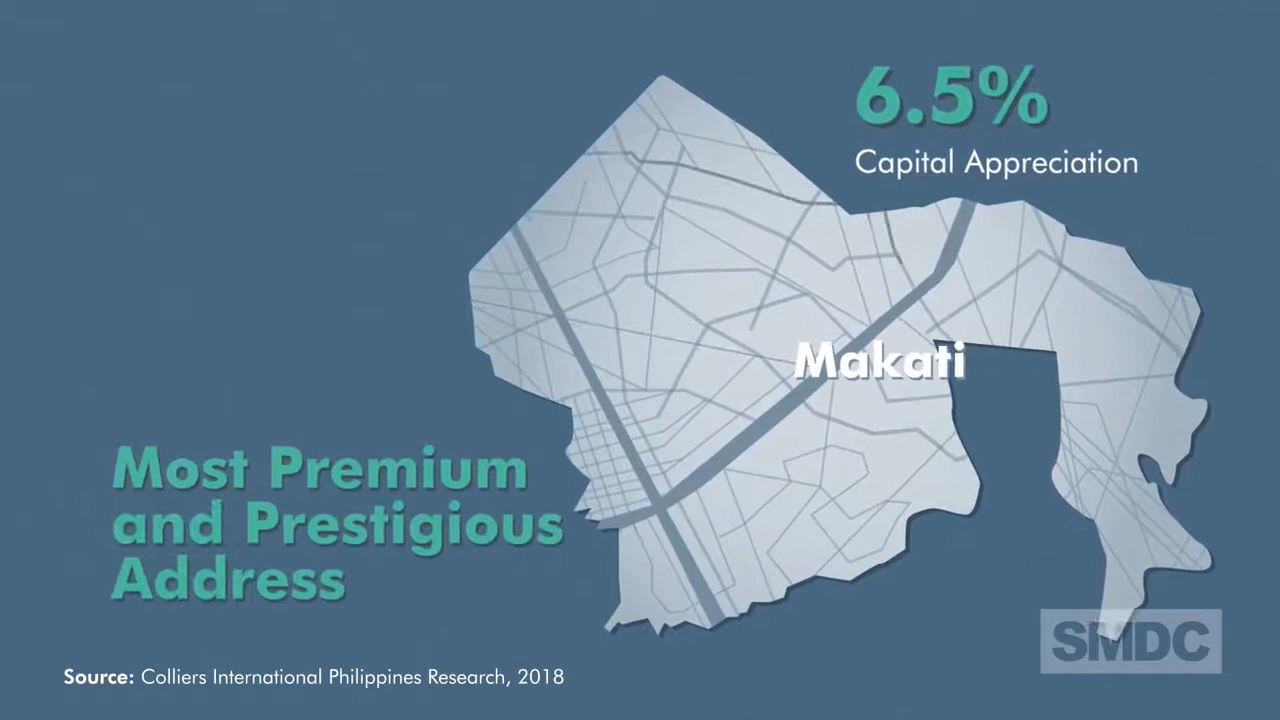 6.5%
Capital Appreciation
Makati
Most Premium
and Prestigious
Address
Source: Colliers International Philippines Research, 2018
SMDC